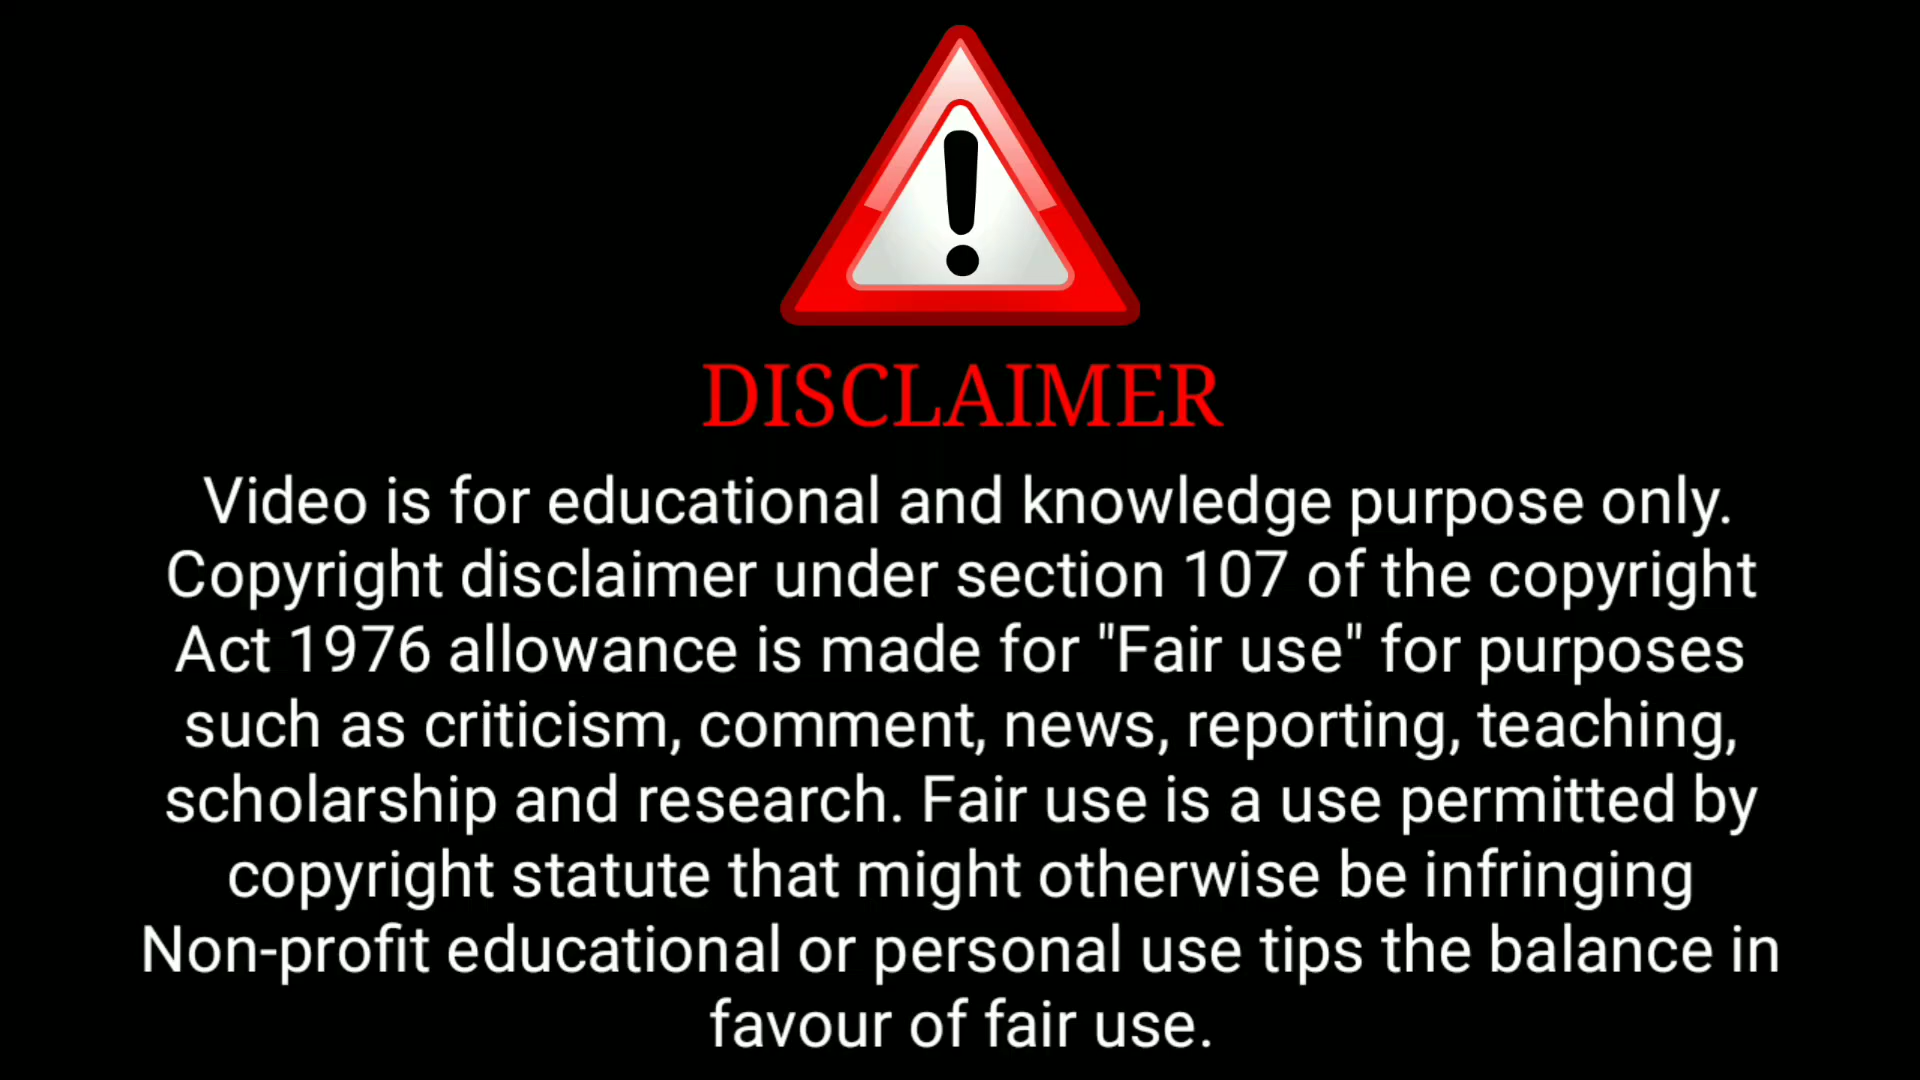 DISCLAIMER
Video is for educational and knowledge purpose only.
Copyright disclaimer under section 107 of the copyright
Act 1976 allowance is made for "Fair use" for purposes
such as criticism, comment, news, reporting, teaching,
scholarship and research. Fair use is a use permitted by
copyright statute that might otherwise be infringing
Non-profit educational or personal use tips the balance in
favour of fair use.